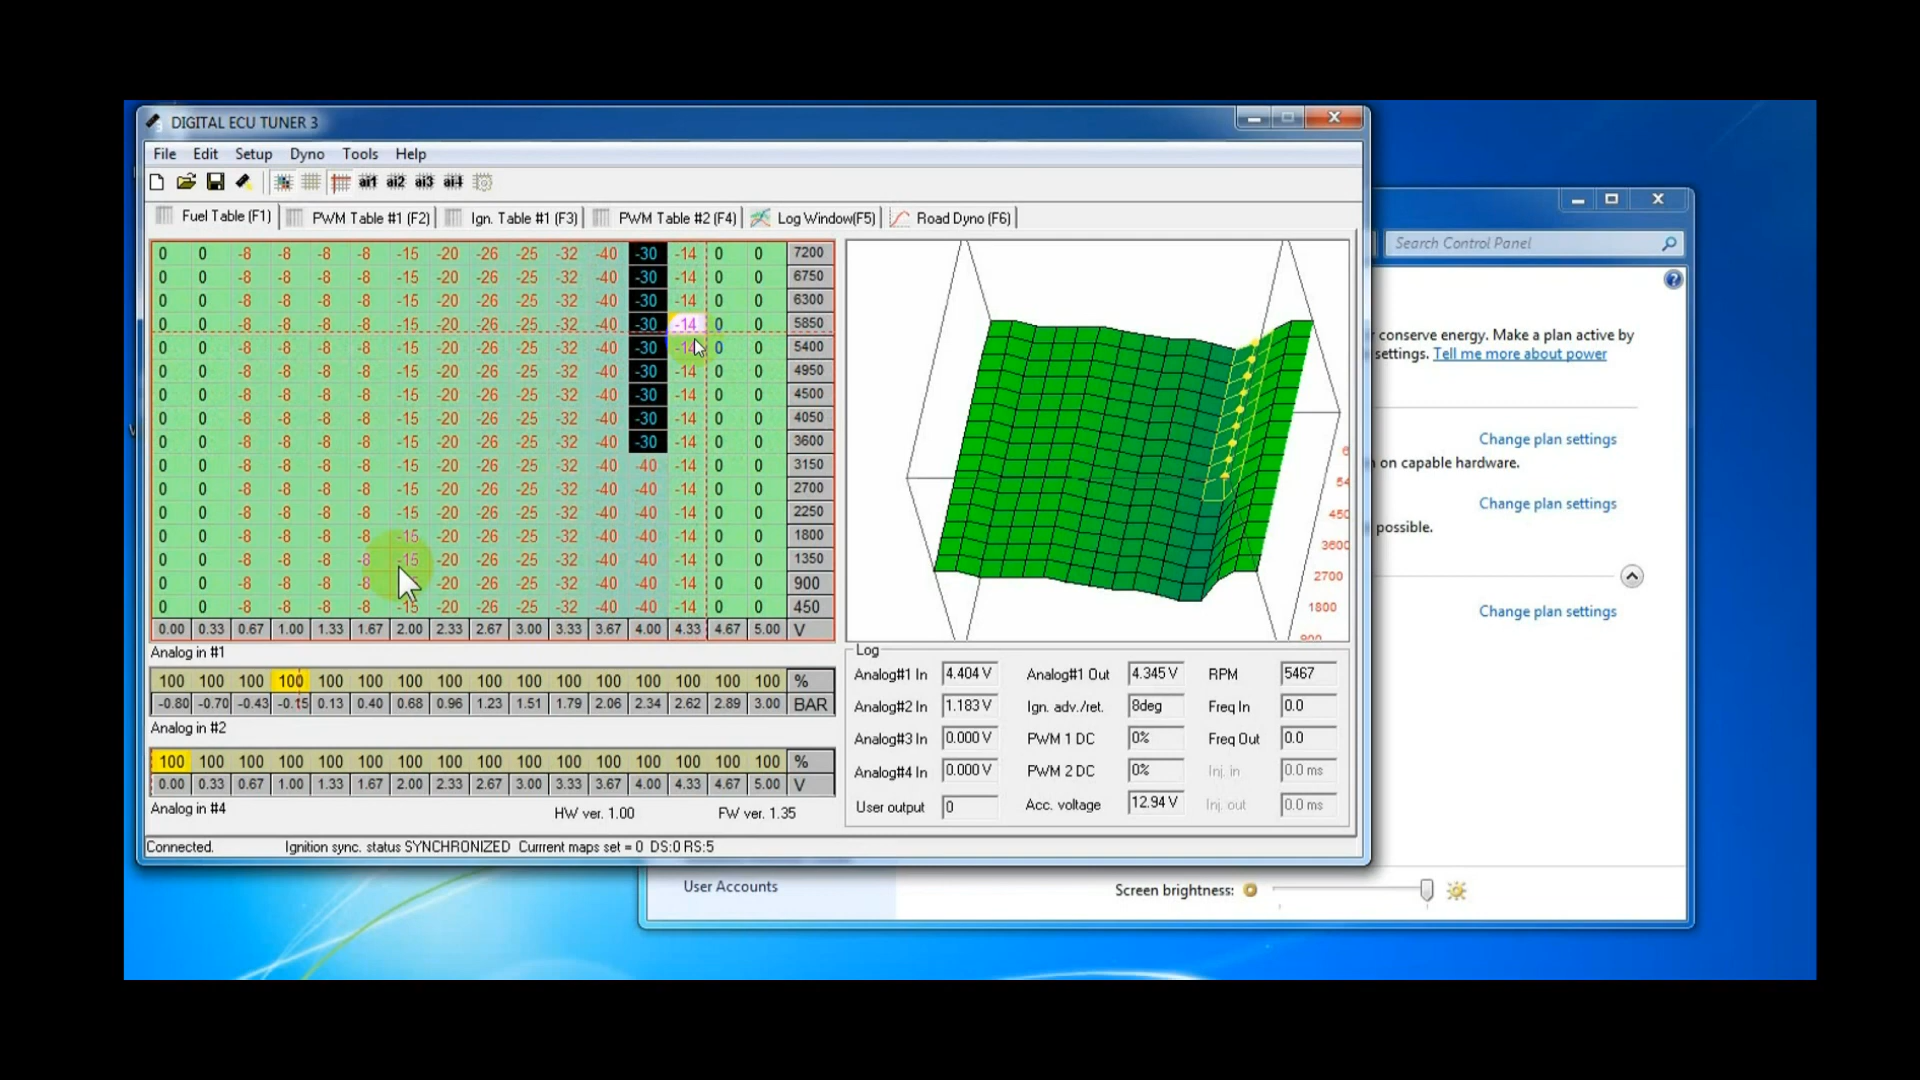 DIGITAL ECU TUNER 3
File Edit Setup Dyno Tools Help
ai1 ai2 ai3 ai4
Fuel Table (F1) PWM Table #1 (F2) Ign. Table #1 (F3) PWM Table #2 (F4) Log Window(F5) Road Dyno (F6)
0 0 -8 -8 -8 -8 -15 -20 -26 -25 -32 -40 -30 -14 0 0 7200
0 0 -8 -8 -8 -8 -15 -20 -26 -25 -32 -40 -30 -14 0 0 6750
0 0 -8 -8 -8 -8 -15 -20 -26 -25 -32 -40 -30 -14 0 0 6300
0 0 -8 -8 -8 -8 -15 -20 -26 -25 -32 -40 -30 -14 0 0 5850
0 0 -8 -8 -8 -8 -15 -20 -26 -25 -32 -40 -30 -14 0 0 5400
0 0 -8 -8 -8 -8 -15 -20 -26 -25 -32 -40 -30 -14 0 0 4950
0 0 -8 -8 -8 -8 -15 -20 -26 -25 -32 -40 -30 -14 0 0 4500
0 0 -8 -8 -8 -8 -15 -20 -26 -25 -32 -40 -30 -14 0 0 4050
0 0 -8 -8 -8 -8 -15 -20 -26 -25 -32 -40 -30 -14 0 0 3600
0 0 -8 -8 -8 -8 -15 -20 -26 -25 -32 -40 -40 -14 0 0 3150
0 0 -8 -8 -8 -8 -15 -20 -26 -25 -32 -40 -40 -14 0 0 2700
0 0 -8 -8 -8 -8 -15 -20 -26 -25 -32 -40 -40 -14 0 0 2250
0 0 -8 -8 -8 -8 -15 -20 -26 -25 -32 -40 -40 -14 0 0 1800
0 0 -8 -8 -8 -8 -15 -20 -26 -25 -32 -40 -40 -14 0 0 1350
0 0 -8 -8 -8 -8 -20 -26 -25 -32 -40 -40 -14 0 0 900
0 0 -8 -8 -8 -8 -15 -20 -26 -25 -32 -40 -40 -14 0 0 450
0.00 0.33 0.67 1.00 1.33 1.67 2.00 2.33 2.67 3.00 3.33 3.67 4.00 4.33 4.67 5.00 V
Analog in #1
100 100 100 100 100 100 100 100 100 100 100 100 100 100 100 100 %
-0.80 -0.70 -0.43 -0.15 0.13 0.40 0.68 0.96 1.23 1.51 1.79 2.06 2.34 2.62 2.89 3.00 BAR
Analog in #2
100 100 100 100 100 100 100 100 100 100 100 100 100 100 100 100 %
0.00 0.33 0.67 1.00 1.33 1.67 2.00 2.33 2.67 3.00 3.33 3.67 4.00 4.33 4.67 5.00 V
Analog in #4
HW ver. 1.00 FW ver. 1.35
Connected. Ignition sync. status SYNCHRONIZED Currrent maps set = 0 DS:0 RS:5
6
54
450
3600
2700
1800
900
Log
Analog#1 In 4.404 V Analog#1 Out 4.345 V RPM 5467
Analog#2 In 1.183 V Ign. adv./ret. 8deg Freq In 0.0
Analog#3 In 0.000 V PWM 1 DC 0% Freq Out 0.0
Analog#4 In 0.000 V PWM 2 DC 0% Inj. in 0.0 ms
User output 0 Acc. voltage 12.94 V Inj. out 0.0 ms
Search Control Panel
conserve energy. Make a plan active by
settings. Tell me more about power
Change plan settings
on capable hardware.
Change plan settings
possible.
Change plan settings
User Accounts
Screen brightness: